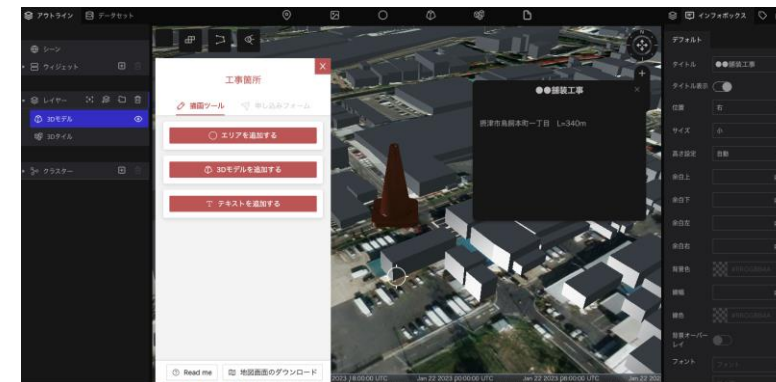 アウトライン
データセット
インフォボックス
シーン
ウィジェット
レイヤー
3Dモデル
3Dタイル
クラスター
工事箇所
描画ツール
申し込みフォーム
エリアを追加する
3Dモデルを追加する
テキストを追加する
Read me
地図画面のダウンロード
N
●●舗装工事
摂津市鳥飼本町一丁目 L=340m
デフォルト
タイトル ●●舗装工事
タイトル表示
位置 右
サイズ 小
高さ設定 自動
余白上
余白下
余白左
余白右
背景色
線幅
線色
背景オーバーレイ
フォント フォント
Jan 22 2023 00:00:00 UTC
Jan 22 2023 06:00:00 UTC